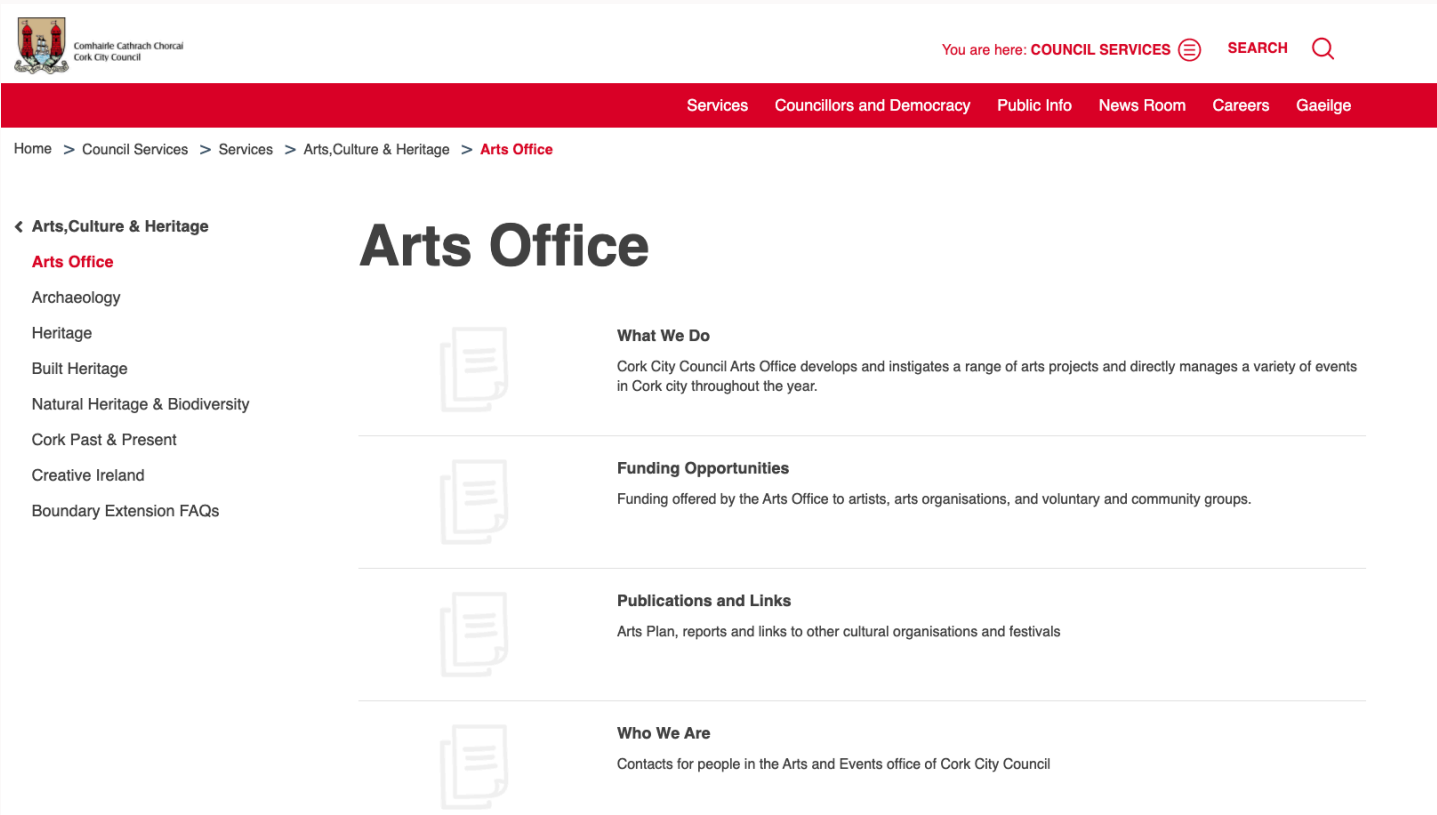 Comhairle Cathrach Chorcaí
Cork City Council
You are here: COUNCIL SERVICES
SEARCH
Services Councillors and Democracy Public Info News Room Careers Gaeilge
Home > Council Services > Services > Arts,Culture & Heritage > Arts Office
Arts,Culture & Heritage
Arts Office
Archaeology
Heritage
Built Heritage
Natural Heritage & Biodiversity
Cork Past & Present
Creative Ireland
Boundary Extension FAQs
Arts Office
What We Do
Cork City Council Arts Office develops and instigates a range of arts projects and directly manages a variety of events
in Cork city throughout the year.
Funding Opportunities
Funding offered by the Arts Office to artists, arts organisations, and voluntary and community groups.
Publications and Links
Arts Plan, reports and links to other cultural organisations and festivals
Who We Are
Contacts for people in the Arts and Events office of Cork City Council